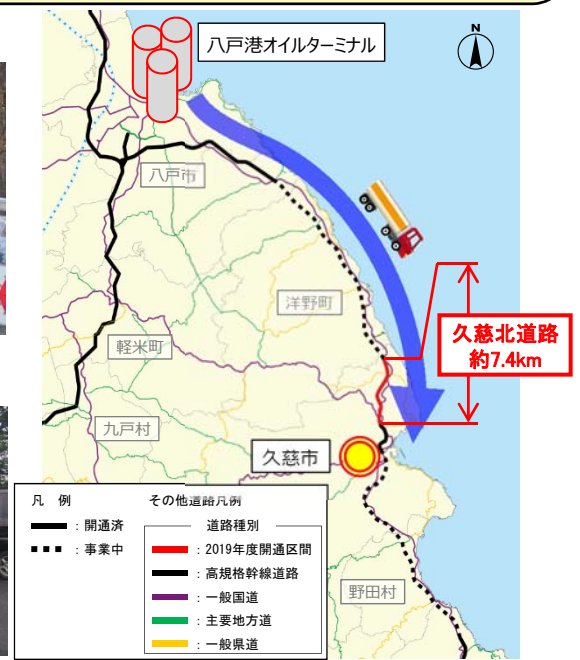 八戸港オイルターミナル
N
八戸市
洋野町
久慈北道路
約7.4km
軽米町
九戸村
久慈市
野田村
凡 例
：開通済
：事業中
その他道路凡例
道路種別
：2019年度開通区間
：高規格幹線道路
：一般国道
：主要地方道
：一般県道